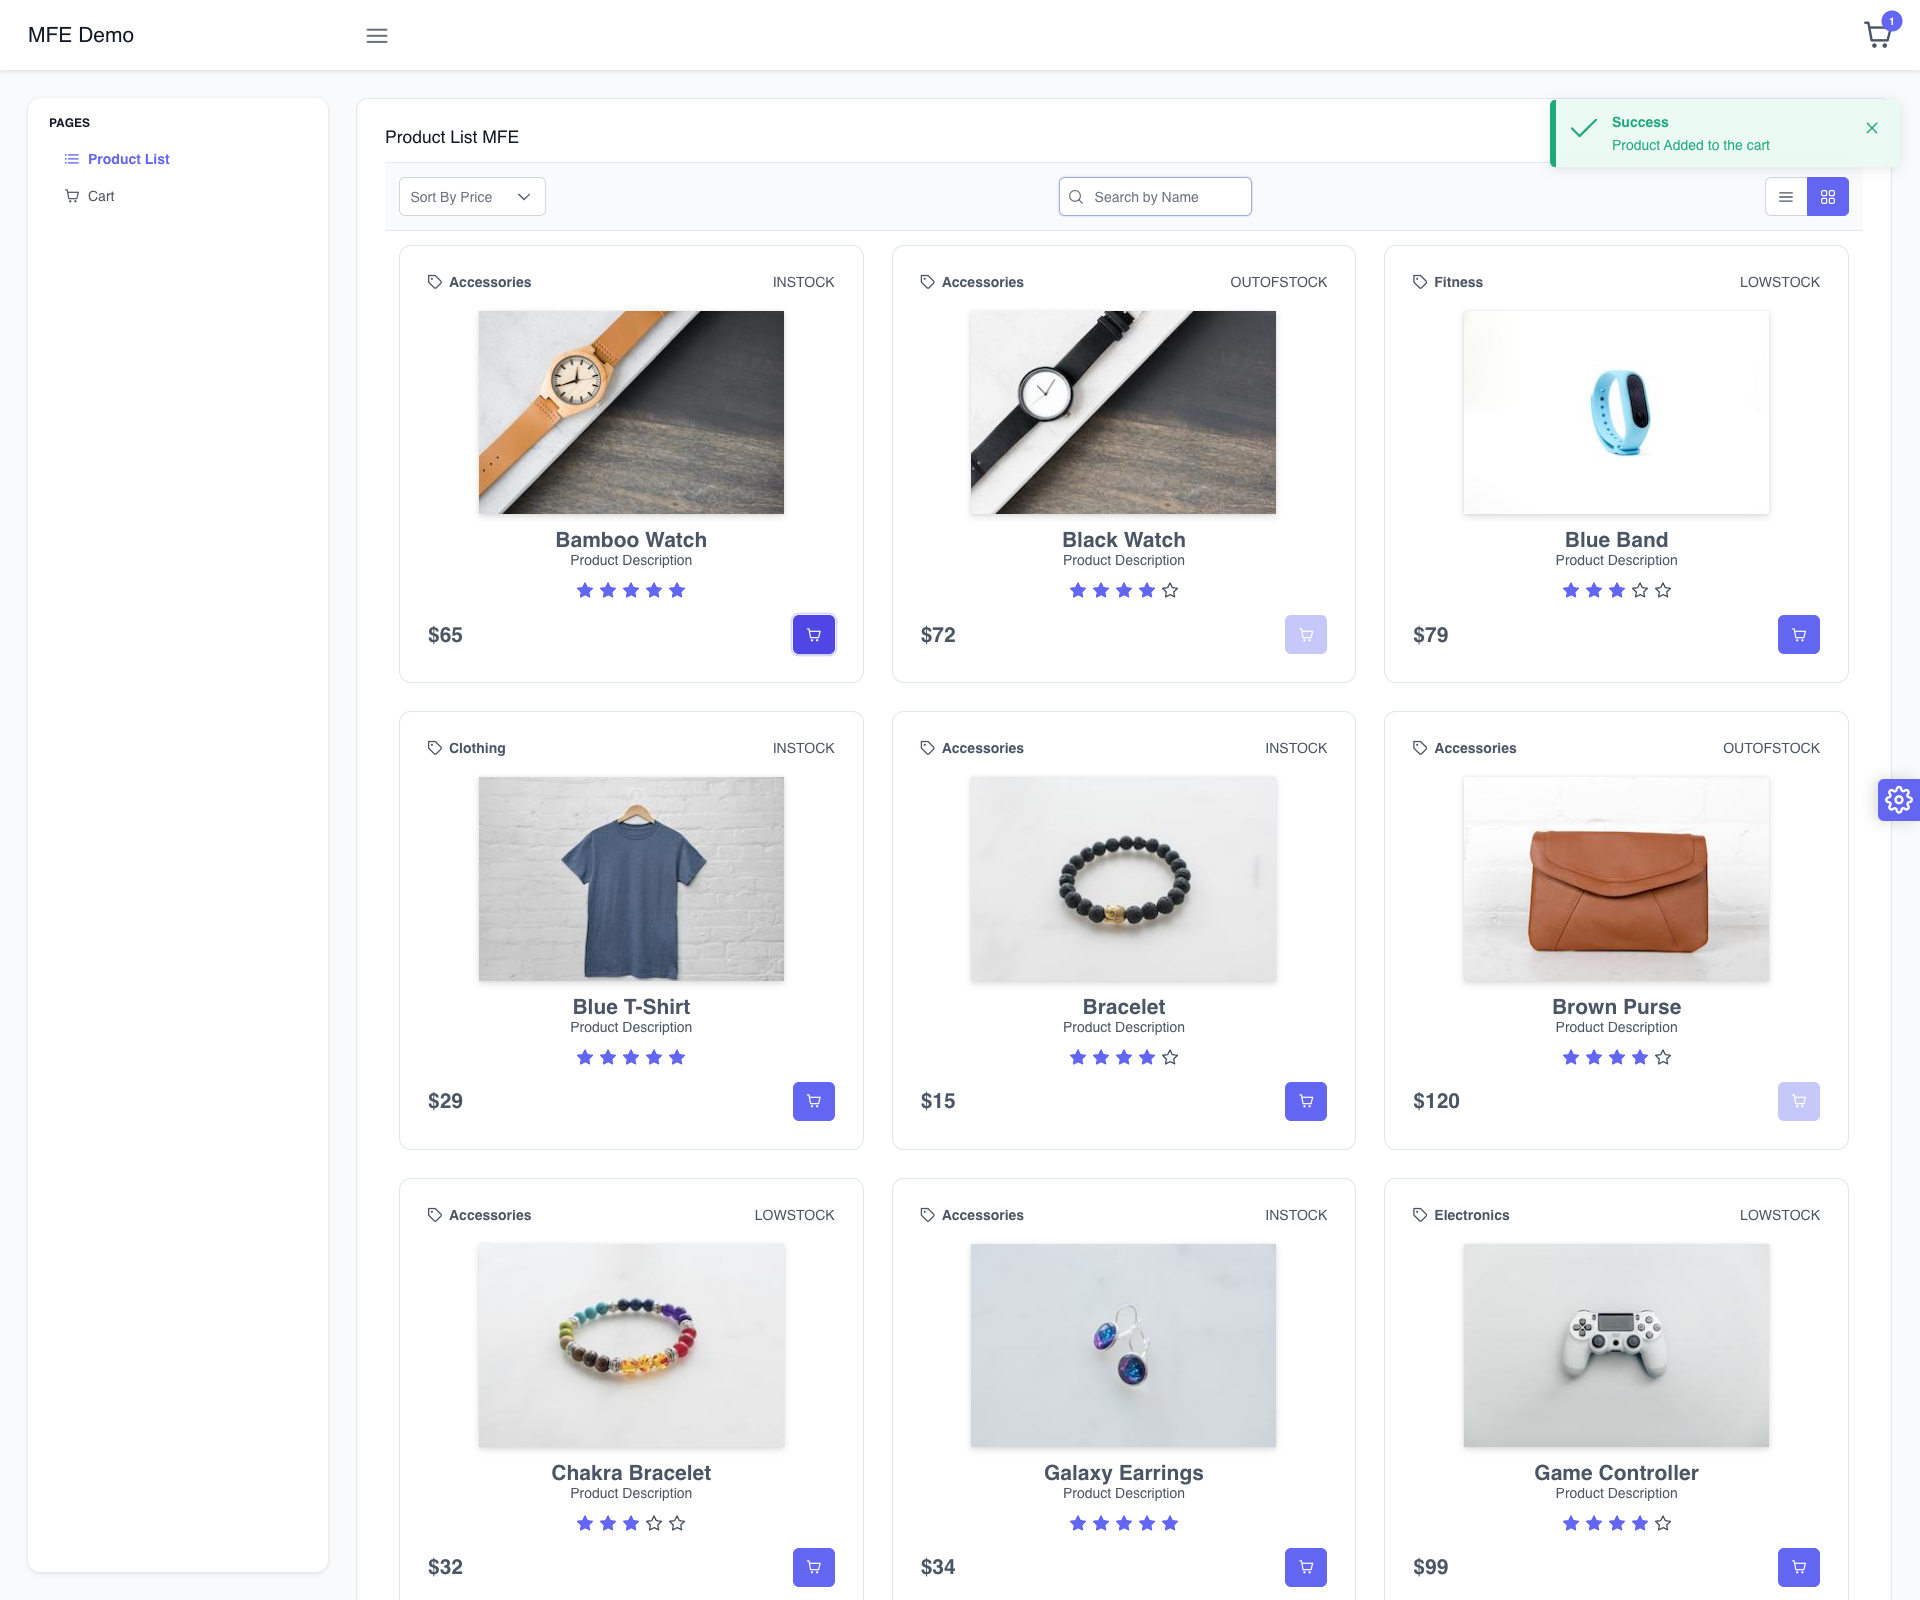 MFE Demo
1
PAGES
Product List
Cart
Product List MFE
Success
Product Added to the cart
Sort By Price
Search by Name
Accessories INSTOCK
Bamboo Watch
Product Description
$65
Accessories OUTOFSTOCK
Black Watch
Product Description
$72
Fitness LOWSTOCK
Blue Band
Product Description
$79
Clothing INSTOCK
Blue T-Shirt
Product Description
$29
Accessories INSTOCK
Bracelet
Product Description
$15
Accessories OUTOFSTOCK
Brown Purse
Product Description
$120
Accessories LOWSTOCK
Chakra Bracelet
Product Description
$32
Accessories INSTOCK
Galaxy Earrings
Product Description
$34
Electronics LOWSTOCK
Game Controller
Product Description
$99